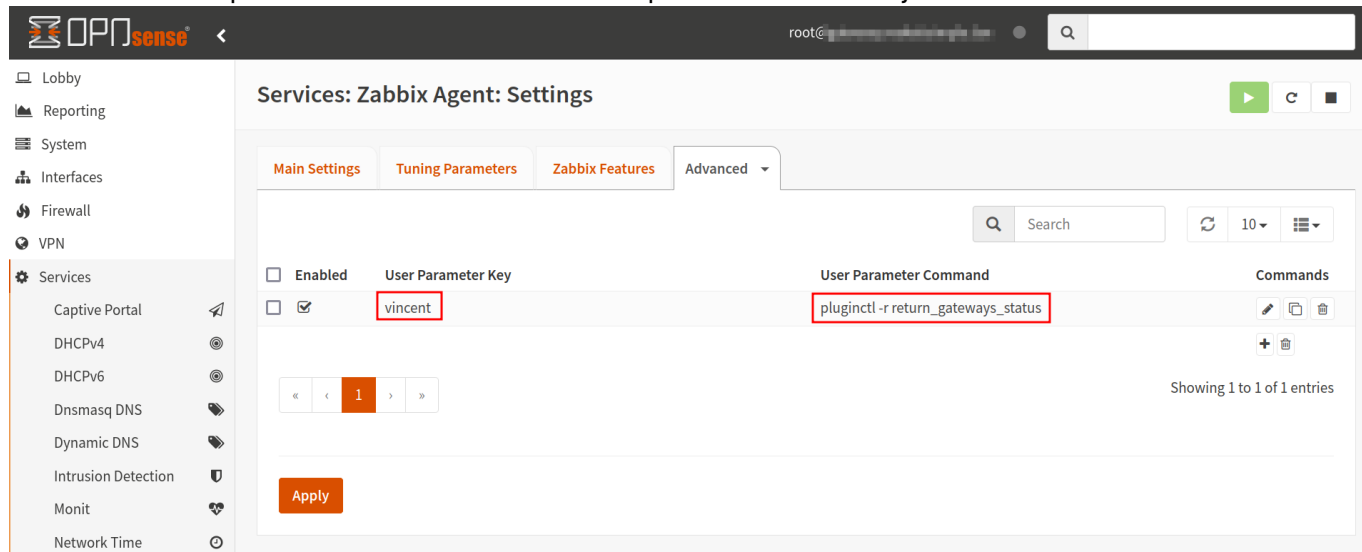 OPNsense
root@
Lobby
Reporting
System
Interfaces
Firewall
VPN
Services
Captive Portal
DHCPv4
DHCPv6
Dnsmasq DNS
Dynamic DNS
Intrusion Detection
Monit
Network Time
Services: Zabbix Agent: Settings
Main Settings Tuning Parameters Zabbix Features Advanced
Search 10
Enabled User Parameter Key User Parameter Command Commands
vincent pluginctl -r return_gateways_status
« ‹ 1 › » Showing 1 to 1 of 1 entries
Apply